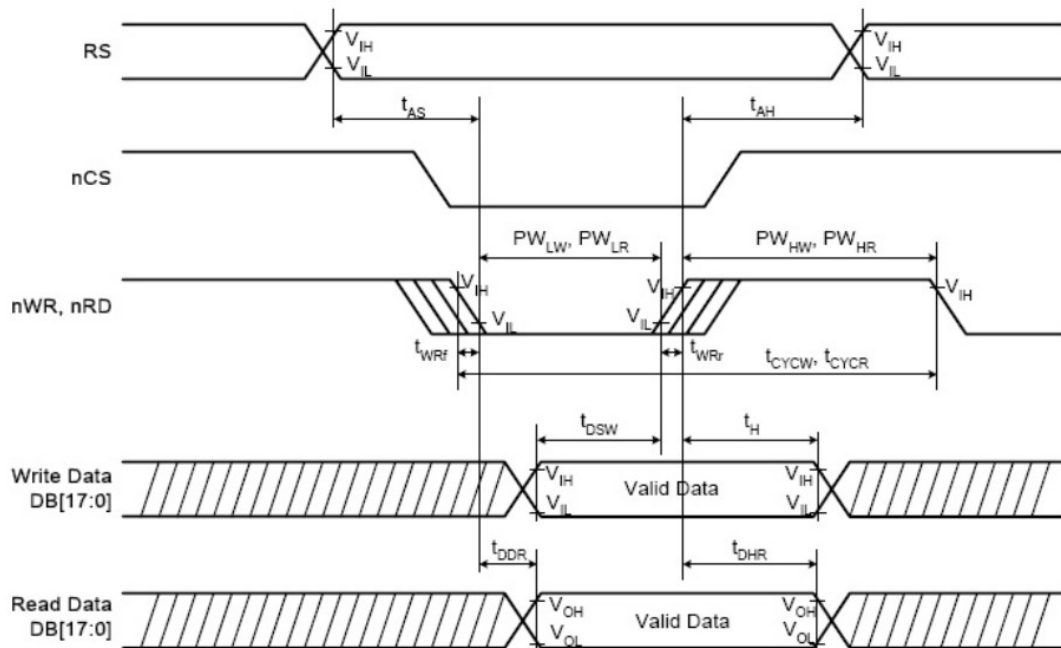 RS
V_IH
V_IL
V_IH
V_IL
t_AS
t_AH
nCS
PW_LW, PW_LR
PW_HW, PW_HR
nWR, nRD
V_IH
V_IL
V_IL
V_IH
V_IH
t_WRf
t_WRr
t_CYCW, t_CYCR
t_DSW
t_H
Write Data
DB[17:0]
V_IH
V_IL
Valid Data
V_IH
V_IL
t_DDR
t_DHR
Read Data
DB[17:0]
V_OH
V_OL
Valid Data
V_OH
V_OL